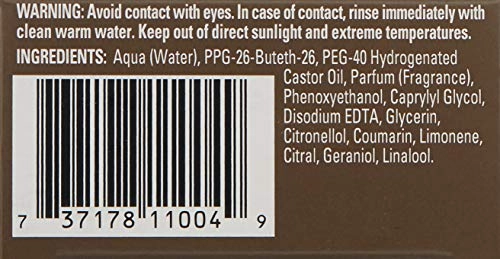 WARNING: Avoid contact with eyes. In case of contact, rinse immediately with
clean warm water. Keep out of direct sunlight and extreme temperatures.
INGREDIENTS: Aqua (Water), PPG-26-Buteth-26, PEG-40 Hydrogenated
Castor Oil, Parfum (Fragrance),
Phenoxyethanol, Caprylyl Glycol,
Disodium EDTA, Glycerin,
Citronellol, Coumarin, Limonene,
Citral, Geraniol, Linalool.
7 37178 11004 9